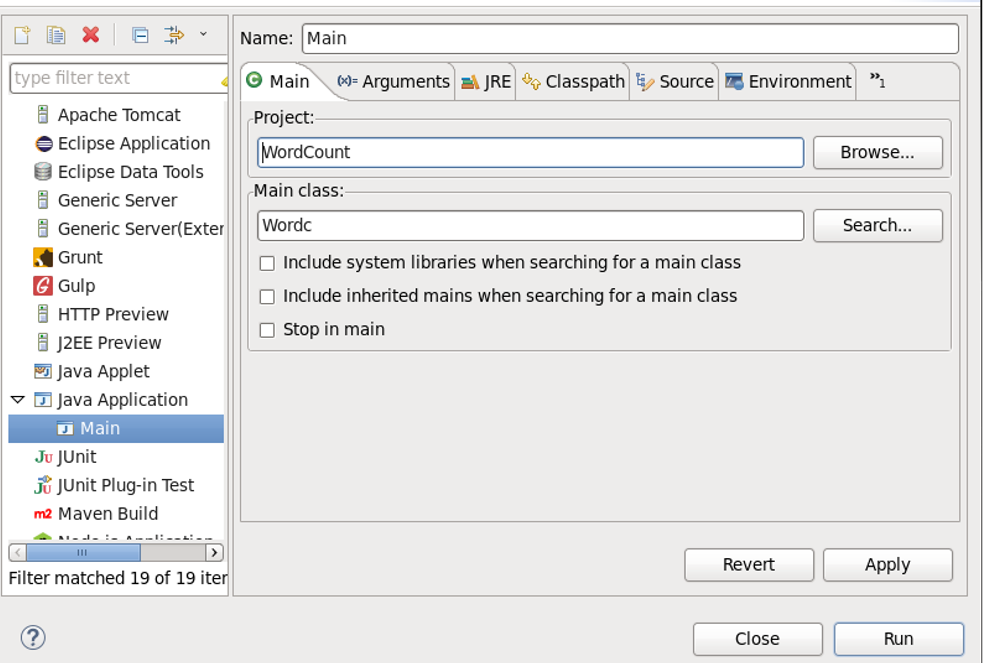 Name: Main
type filter text
Main (x)= Arguments JRE Classpath Source Environment »1
Apache Tomcat
Eclipse Application
Eclipse Data Tools
Generic Server
Generic Server(Exter
Grunt
Gulp
HTTP Preview
J2EE Preview
Java Applet
Java Application
Main
JUnit
JUnit Plug-in Test
m2 Maven Build
Node.js Application
Filter matched 19 of 19 iter
Project:
WordCount Browse...
Main class:
Wordc Search...
Include system libraries when searching for a main class
Include inherited mains when searching for a main class
Stop in main
Revert Apply
? Close Run